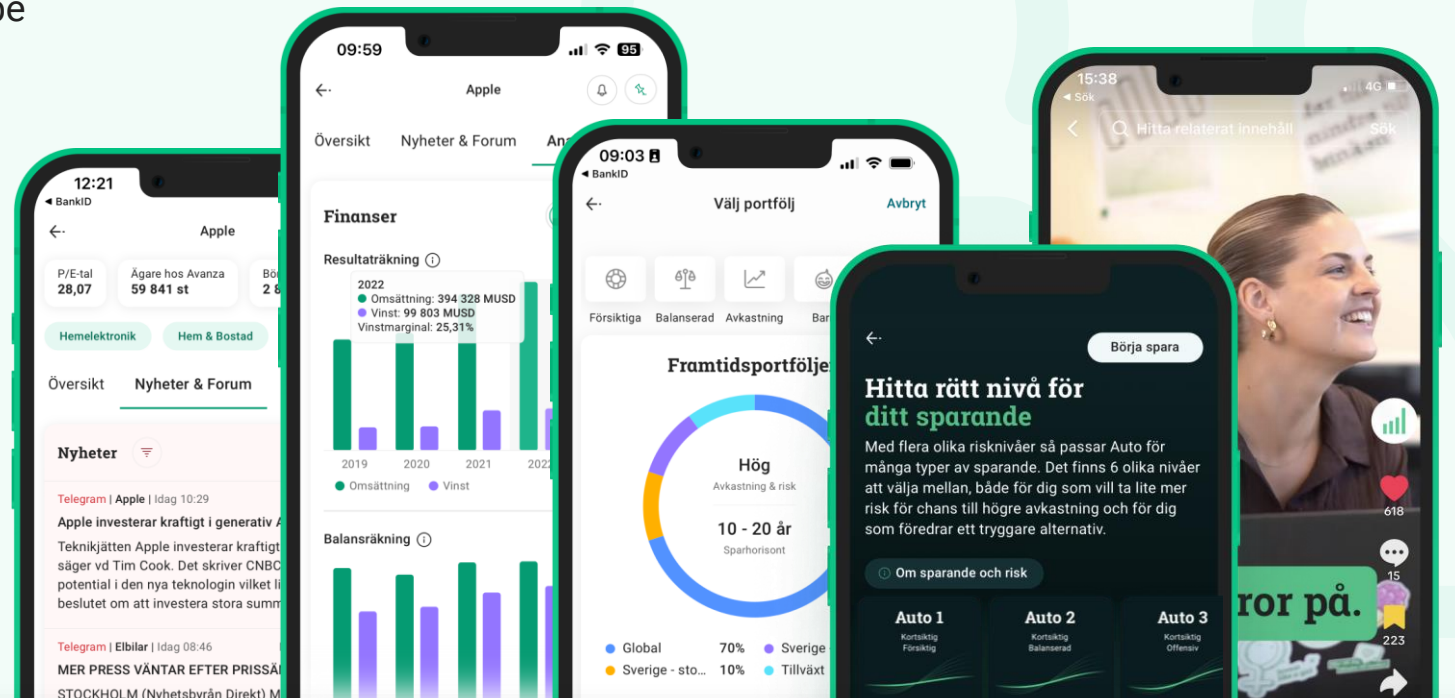 09:59
95
Apple
Översikt Nyheter & Forum
Finanser
Resultaträkning
2022
Omsättning: 394 328 MUSD
Vinst: 99 803 MUSD
Vinstmarginal: 25,31%
2019 2020 2021 2022
Omsättning Vinst
Balansräkning
12:21
BankID
Apple
P/E-tal
28,07
Ägare hos Avanza
59 841 st
Hemelektronik Hem & Bostad
Översikt Nyheter & Forum
Nyheter
Telegram | Apple | Idag 10:29
Apple investerar kraftigt i generativ
Teknikjätten Apple investerar kraftigt
säger vd Tim Cook. Det skriver CNBC
potential i den nya teknologin vilket
beslutet om att investera stora
Telegram | Elbilar | Idag 08:46
MER PRESS VÄNTAR EFTER
STOCKHOLM (Nyhetsbyrån Direkt)
09:03
BankID
Välj portfölj Avbryt
Försiktiga Balanserad Avkastning
Framtidsportföljen
Hög
Avkastning & risk
10 - 20 år
Sparhorisont
Global 70% Sverige
Sverige - sto... 10% Tillväxt
Börja spara
Hitta rätt nivå för
ditt sparande
Med flera olika risknivåer så passar Auto för
många typer av sparande. Det finns 6 olika nivåer
att välja mellan, både för dig som vill ta lite mer
risk för chans till högre avkastning och för dig
som föredrar ett tryggare alternativ.
Om sparande och risk
Auto 1
Kortsiktig
Försiktig
Auto 2
Kortsiktig
Balanserad
Auto 3
Kortsiktig
Offensiv
15:38
4G
Sök
Hitta relaterat innehåll Sök
618
15
ror på.
223